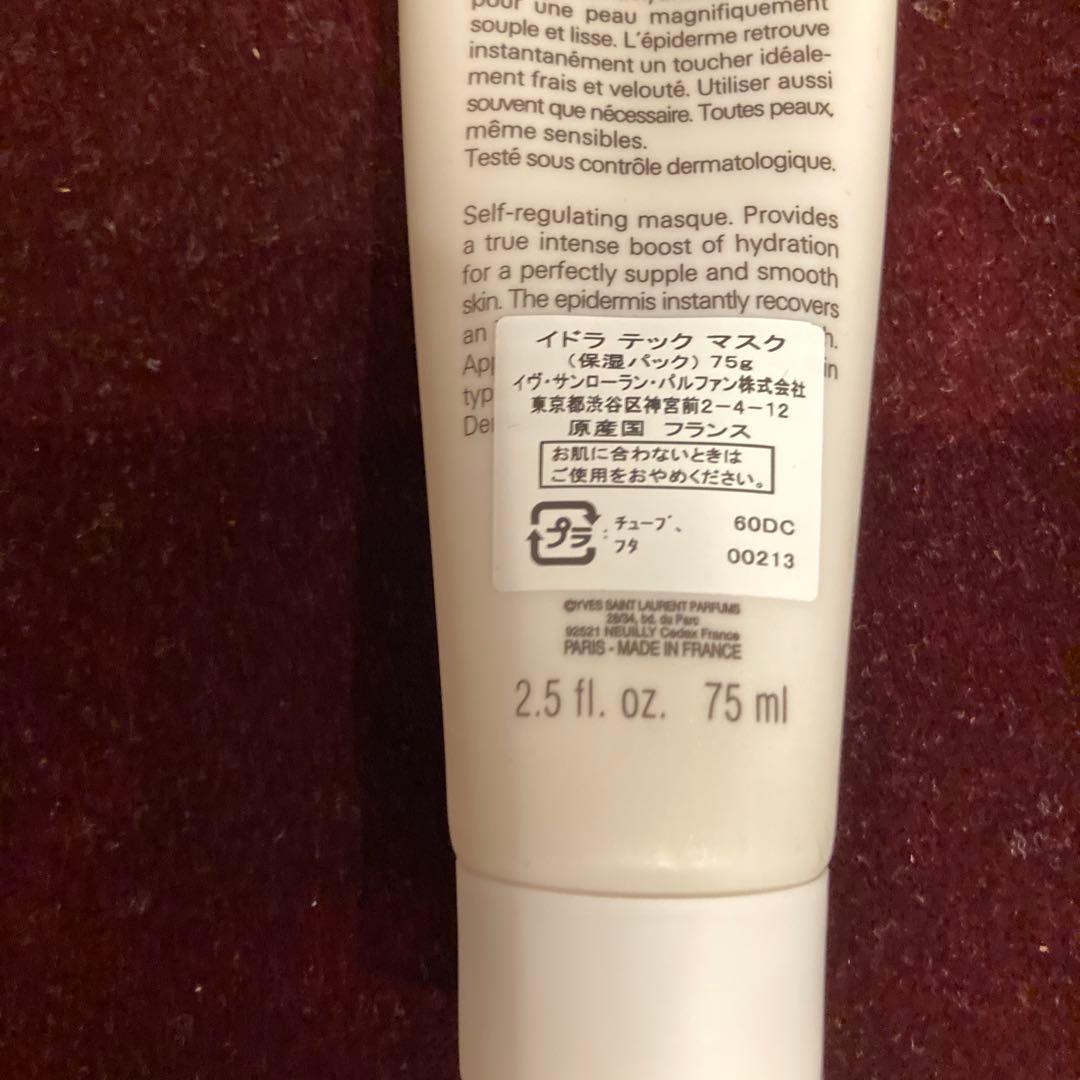 pour une peau magnifiquement
souple et lisse. L'épiderme retrouve
instantanément un toucher idéale-
ment frais et velouté. Utiliser aussi
souvent que nécessaire. Toutes peaux,
même sensibles.
Testé sous contrôle dermatologique.
Self-regulating masque. Provides
a true intense boost of hydration
for a perfectly supple and smooth
skin. The epidermis instantly recovers
an
イドラ テック マスク
(保湿パック) 75g
イヴ・サンローラン・パルファン株式会社
東京都渋谷区神宮前2-4-12
原産国 フランス
お肌に合わないときは
ご使用をおやめください。
プラ : チューブ、 60DC
フタ 00213
©YVES SAINT LAURENT PARFUMS
28/34, bd. du Parc
92521 NEUILLY Cedex France
PARIS - MADE IN FRANCE
2.5 fl. oz. 75 ml